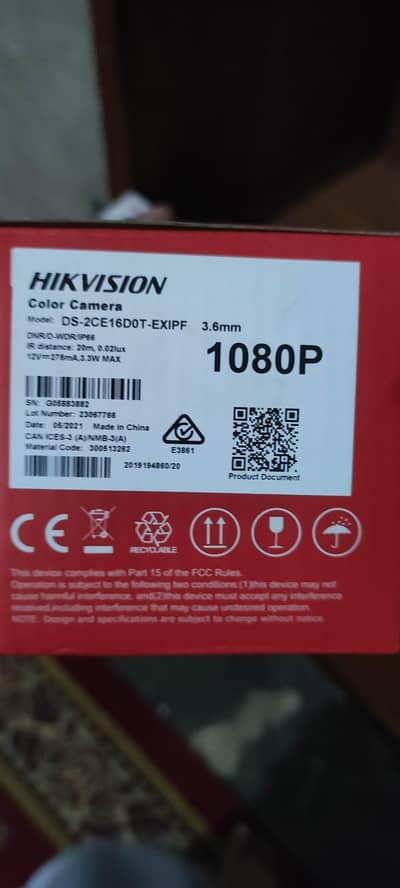 HIKVISION
Color Camera
Model: DS-2CE16D0T-EXIPF 3.6mm
DNR/D-WDR/IP66
IR distance: 20m, 0.02lux
12V⎓276mA,3.3W MAX
1080P
SN: G05883882
Lot Number: 23067766
Date: 05/2021 Made in China
CAN ICES-3 (A)/NMB-3(A)
Material Code: 300513262
E3861
2019194860/20
Product Document
CE
RECYCLABLE
This device complies with Part 15 of the FCC Rules.
Operation is subject to the following two conditions:(1)this device may not
cause harmful interference, and(2)this device must accept any interference
received,including interference that may cause undesired operation.
NOTE: Design and specifications are subject to change without notice.